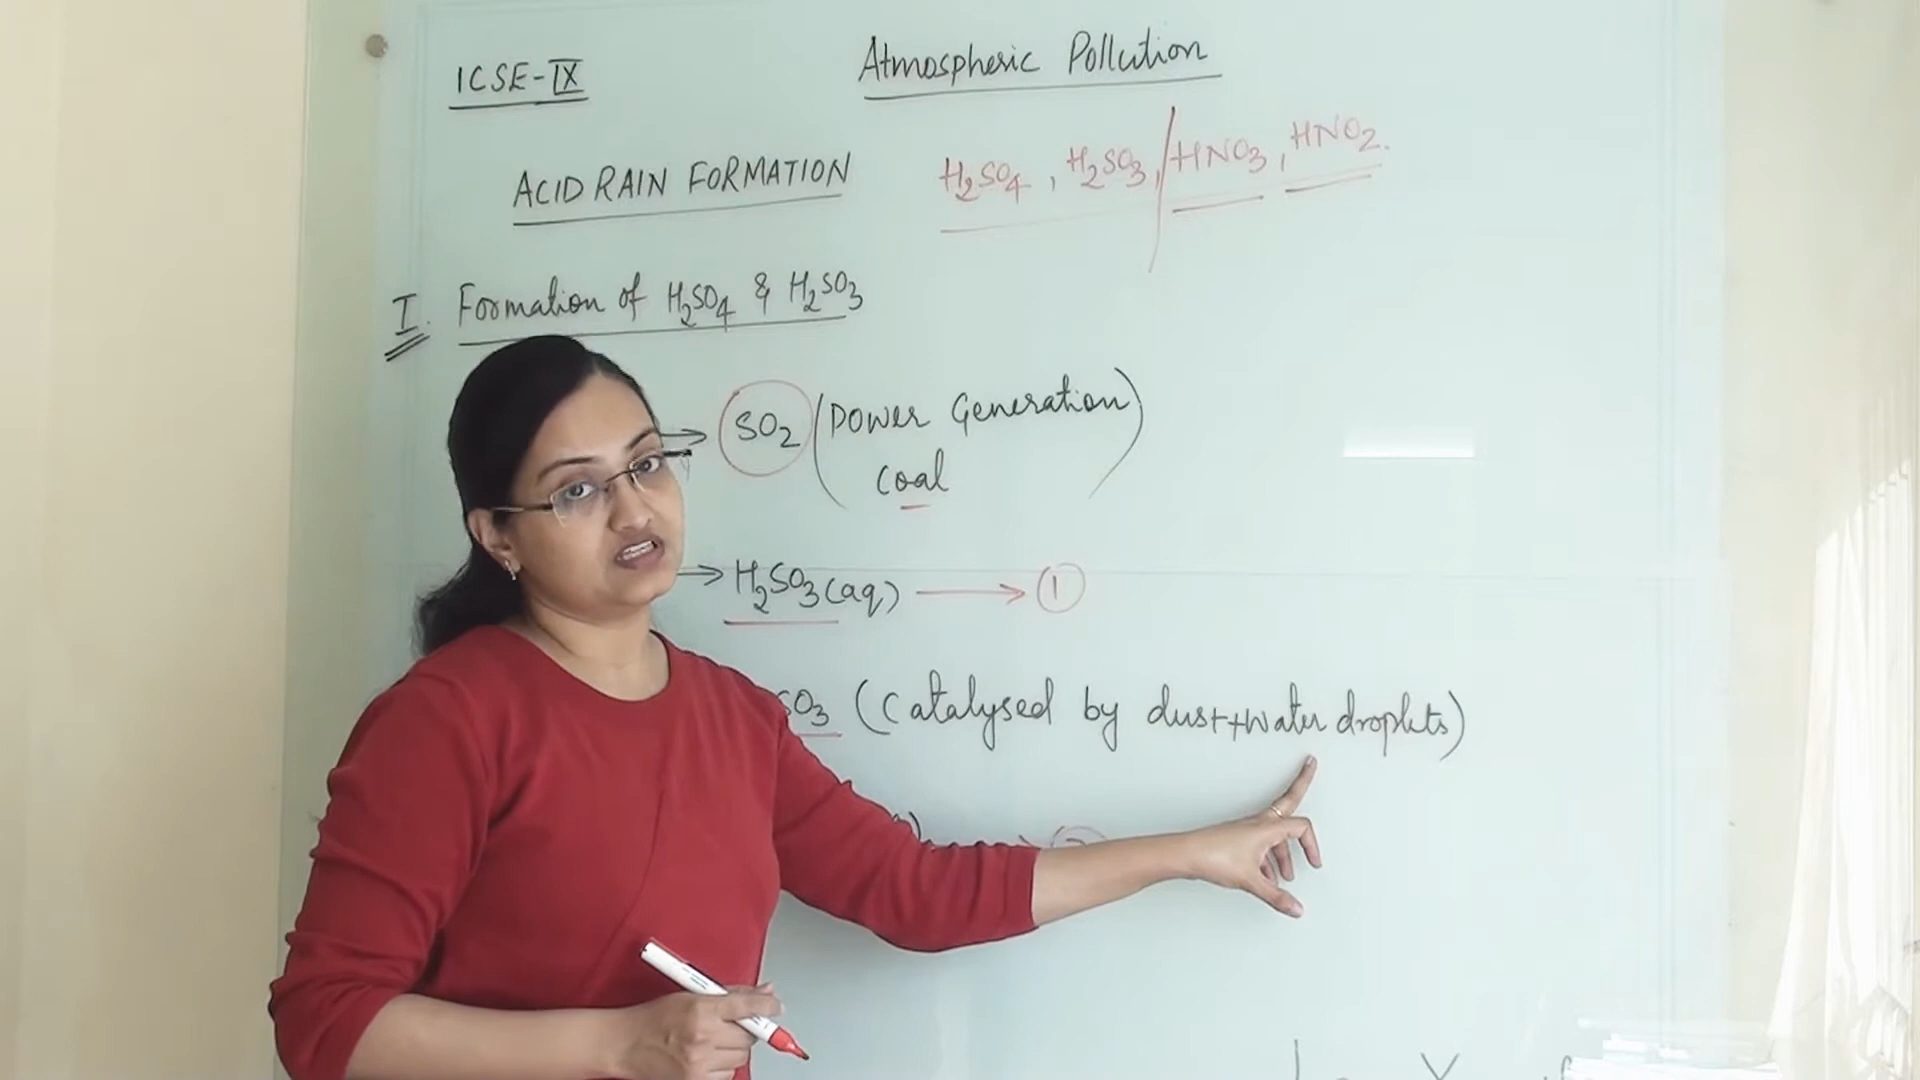 ICSE-IX
Atmospheric Pollution
ACID RAIN FORMATION
H2SO4, H2SO3, / HNO3, HNO2.
I. Formation of H2SO4 & H2SO3
→ SO2 (Power Generation
coal)
→ H2SO3(aq) → 1
SO3 (catalysed by dust+water droplets)